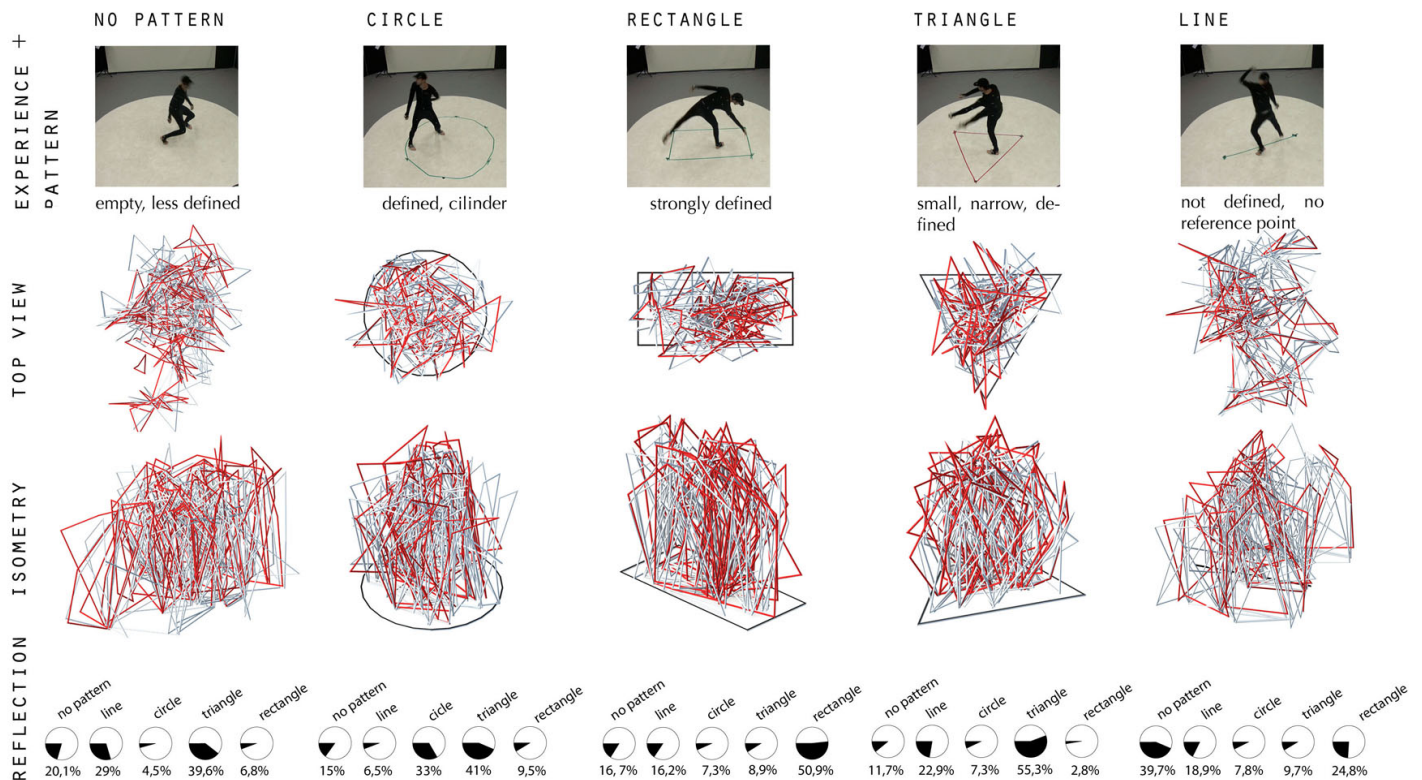 NO PATTERN
CIRCLE
RECTANGLE
TRIANGLE
LINE
EXPERIENCE +
PATTERN
empty, less defined
defined, cilinder
strongly defined
small, narrow, de-
fined
not defined, no
reference point
TOP VIEW
ISOMETRY
REFLECTION
no pattern line circle triangle rectangle
20,1% 29% 4,5% 39,6% 6,8%
no pattern line cicle triangle rectangle
15% 6,5% 33% 41% 9,5%
no pattern line circle triangle rectangle
16,7% 16,2% 7,3% 8,9% 50,9%
no pattern line circle triangle rectangle
11,7% 22,9% 7,3% 55,3% 2,8%
no pattern line circle triangle rectangle
39,7% 18,9% 7,8% 9,7% 24,8%